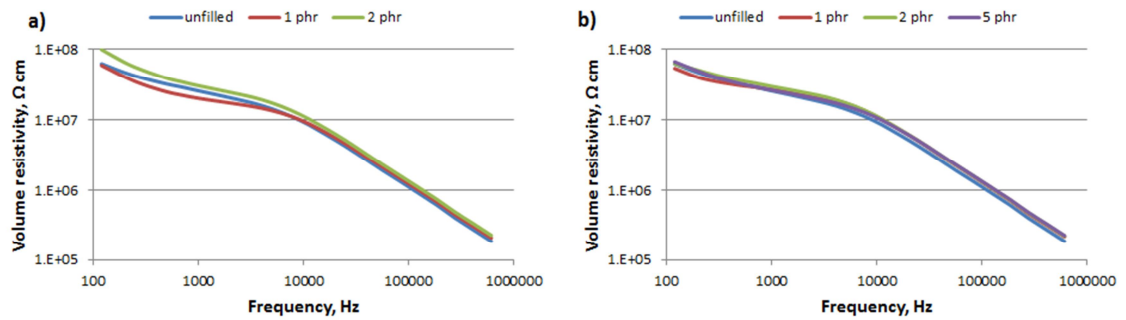 a)
unfilled 1 phr 2 phr
Volume resistivity, Ω cm
1.E+08
1.E+07
1.E+06
1.E+05
100 1000 10000 100000 1000000
Frequency, Hz
b)
unfilled 1 phr 2 phr 5 phr
Volume resistivity, Ω cm
1.E+08
1.E+07
1.E+06
1.E+05
100 1000 10000 100000 1000000
Frequency, Hz